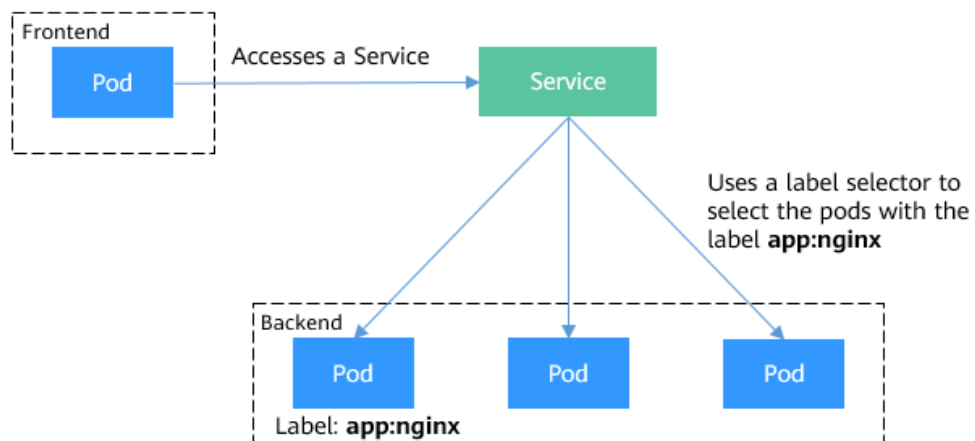 Frontend
Pod
Accesses a Service
Service
Uses a label selector to
select the pods with the
label app:nginx
Backend
Pod
Pod
Pod
Label: app:nginx